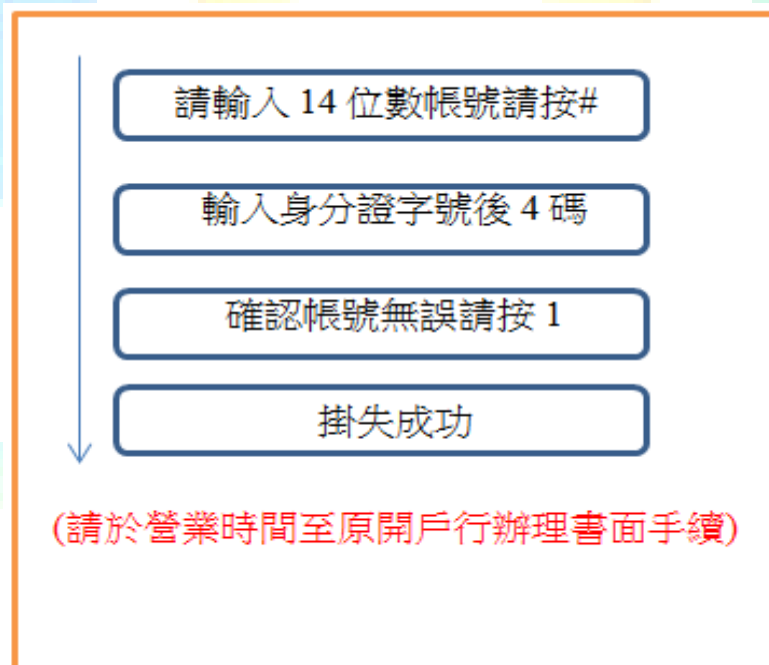 請輸入 14 位數帳號請按#
輸入身分證字號後 4 碼
確認帳號無誤請按 1
掛失成功
(請於營業時間至原開戶行辦理書面手續)